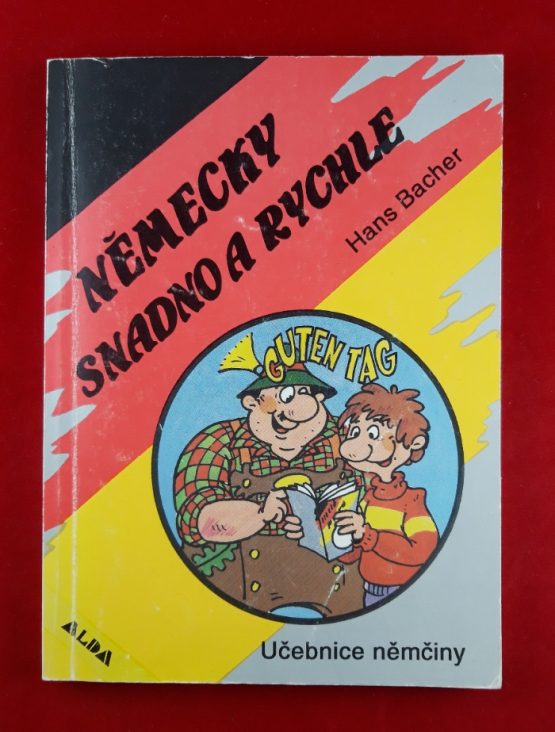 NĚMECKY
SNADNO A RYCHLE
Hans Bacher
GUTEN TAG
Učebnice němčiny
ALDA